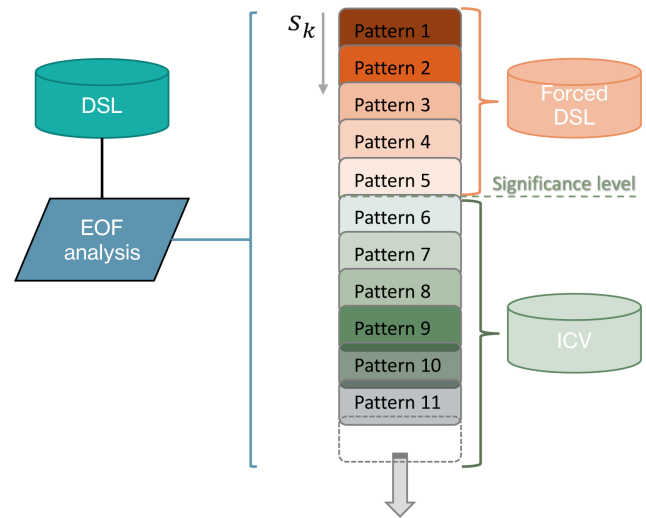 S_k
Pattern 1
Pattern 2
Pattern 3
Pattern 4
Pattern 5
Pattern 6
Pattern 7
Pattern 8
Pattern 9
Pattern 10
Pattern 11
DSL
EOF
analysis
Forced
DSL
Significance level
ICV